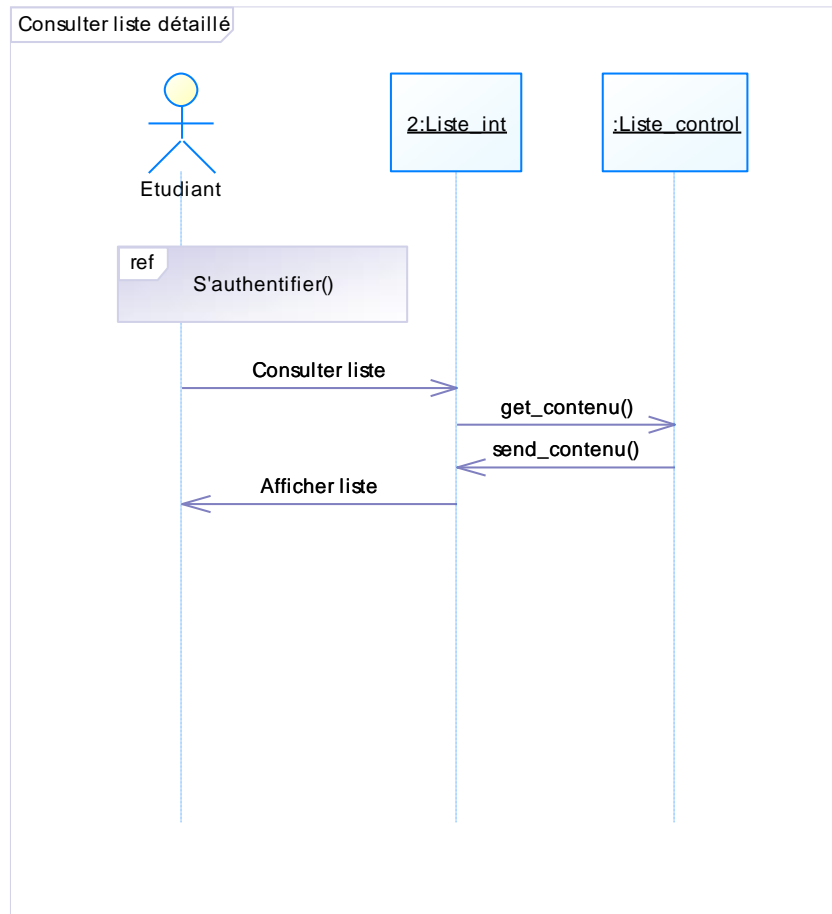 Consulter liste détaillé
Etudiant
2:Liste_int
:Liste_control
ref
S'authentifier()
Consulter liste
get_contenu()
send_contenu()
Afficher liste